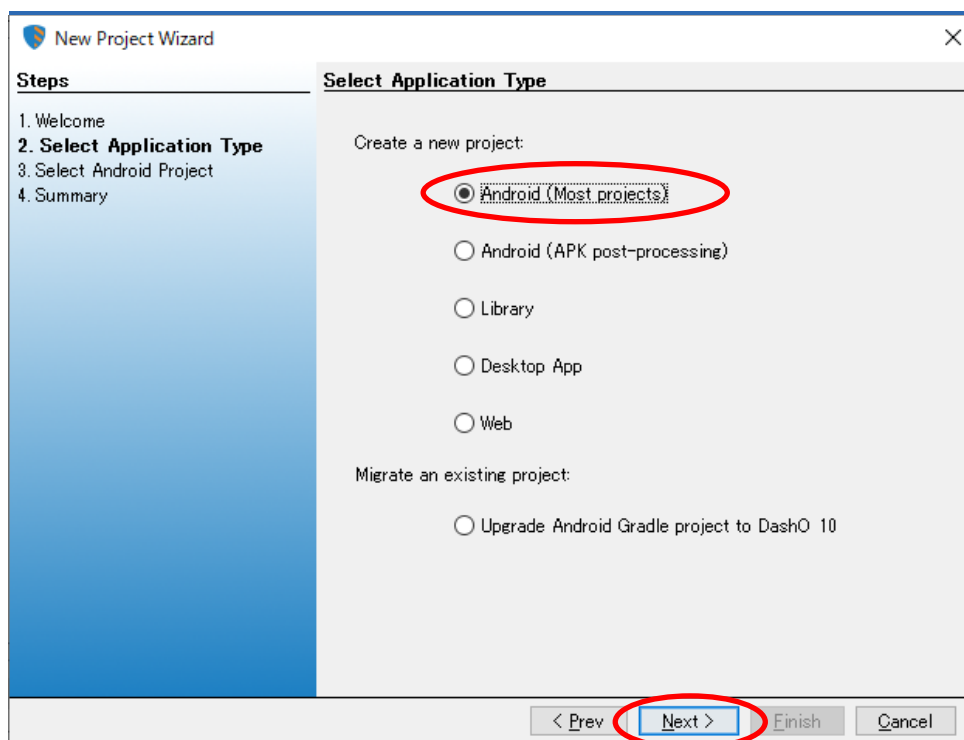 New Project Wizard
Steps
1. Welcome
2. Select Application Type
3. Select Android Project
4. Summary
Select Application Type
Create a new project:
Android (Most projects)
Android (APK post-processing)
Library
Desktop App
Web
Migrate an existing project:
Upgrade Android Gradle project to DashO 10
< Prev Next > Finish Cancel